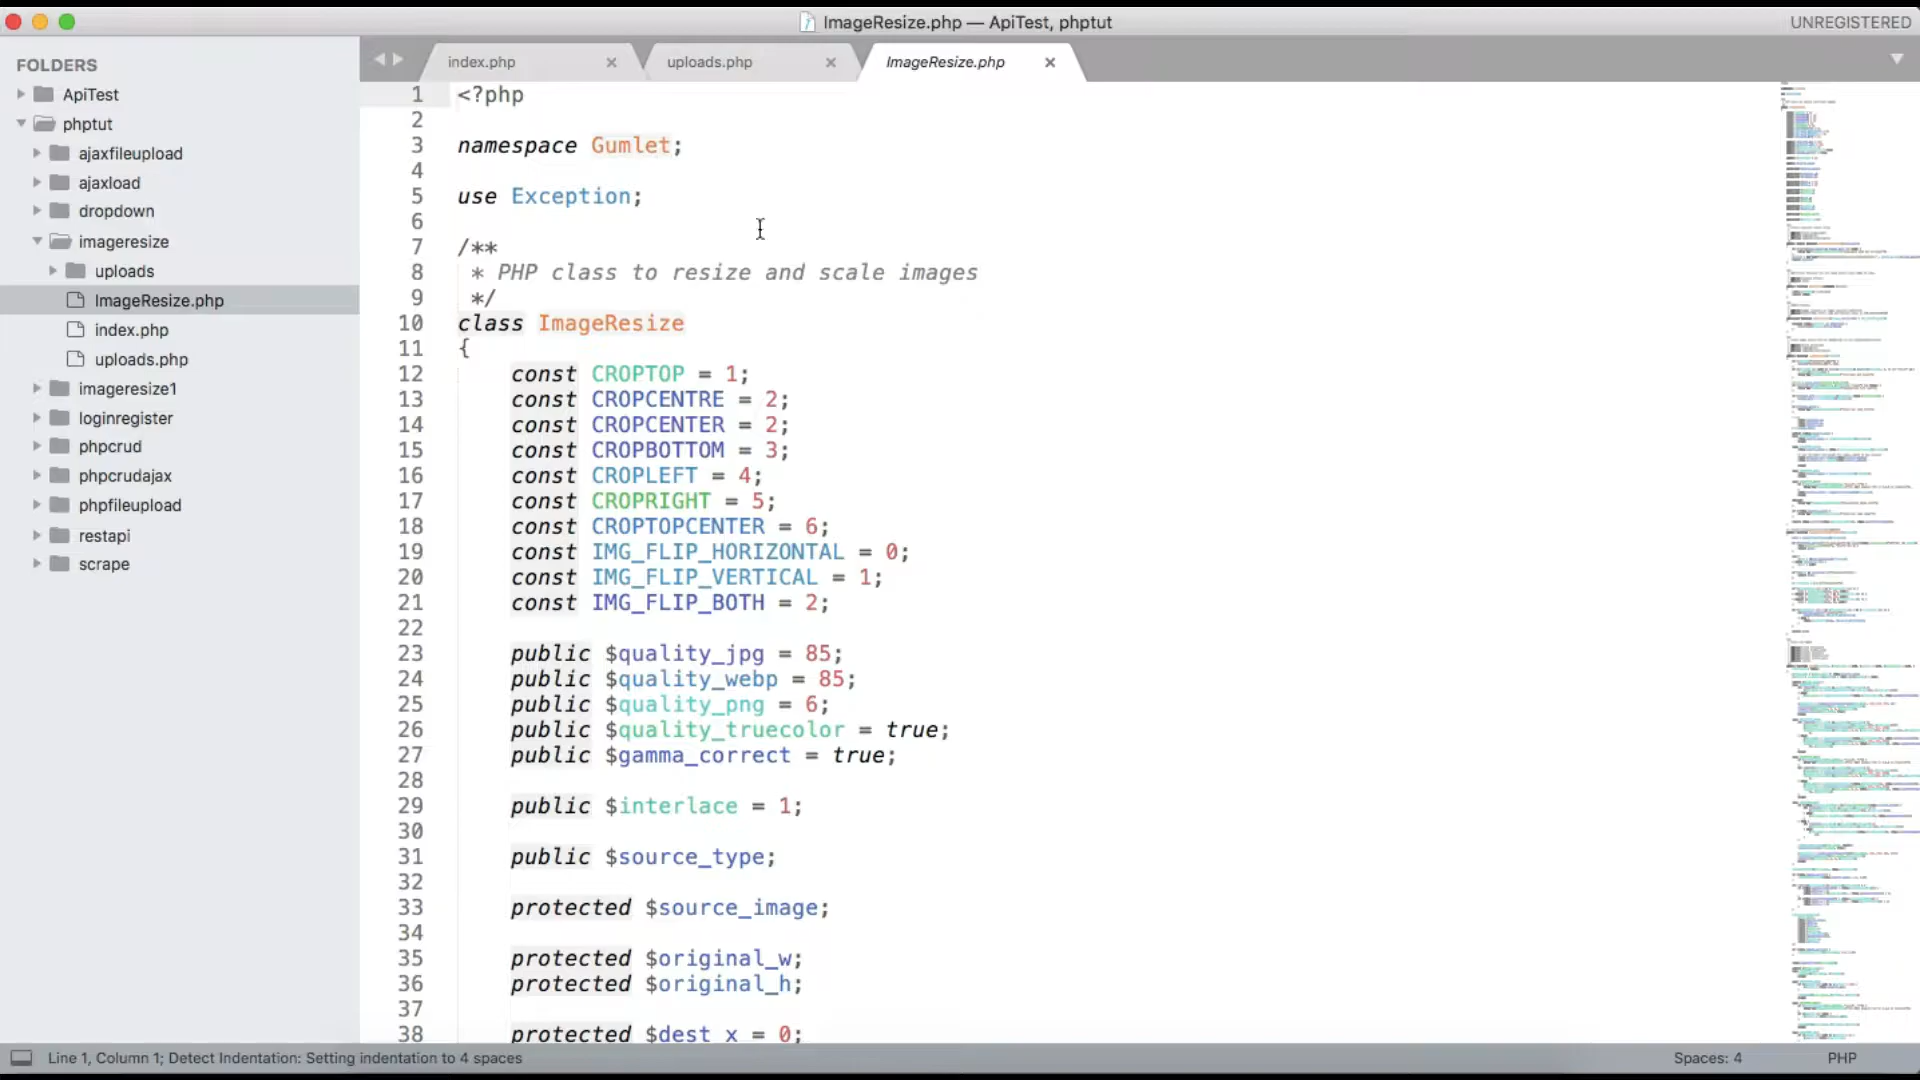 ImageResize.php — ApiTest, phptut
UNREGISTERED
FOLDERS
ApiTest
phptut
ajaxfileupload
ajaxload
dropdown
imageresize
uploads
ImageResize.php
index.php
uploads.php
imageresize1
loginregister
phpcrud
phpcrudajax
phpfileupload
restapi
scrape
index.php
uploads.php
ImageResize.php
1 <?php
2
3 namespace Gumlet;
4
5 use Exception;
6
7 /**
8 * PHP class to resize and scale images
9 */
10 class ImageResize
11 {
12 const CROPTOP = 1;
13 const CROPCENTRE = 2;
14 const CROPCENTER = 2;
15 const CROPBOTTOM = 3;
16 const CROPLEFT = 4;
17 const CROPRIGHT = 5;
18 const CROPTOPCENTER = 6;
19 const IMG_FLIP_HORIZONTAL = 0;
20 const IMG_FLIP_VERTICAL = 1;
21 const IMG_FLIP_BOTH = 2;
22
23 public $quality_jpg = 85;
24 public $quality_webp = 85;
25 public $quality_png = 6;
26 public $quality_truecolor = true;
27 public $gamma_correct = true;
28
29 public $interlace = 1;
30
31 public $source_type;
32
33 protected $source_image;
34
35 protected $original_w;
36 protected $original_h;
37
38 protected $dest_x = 0;
Line 1, Column 1; Detect Indentation: Setting indentation to 4 spaces
Spaces: 4
PHP